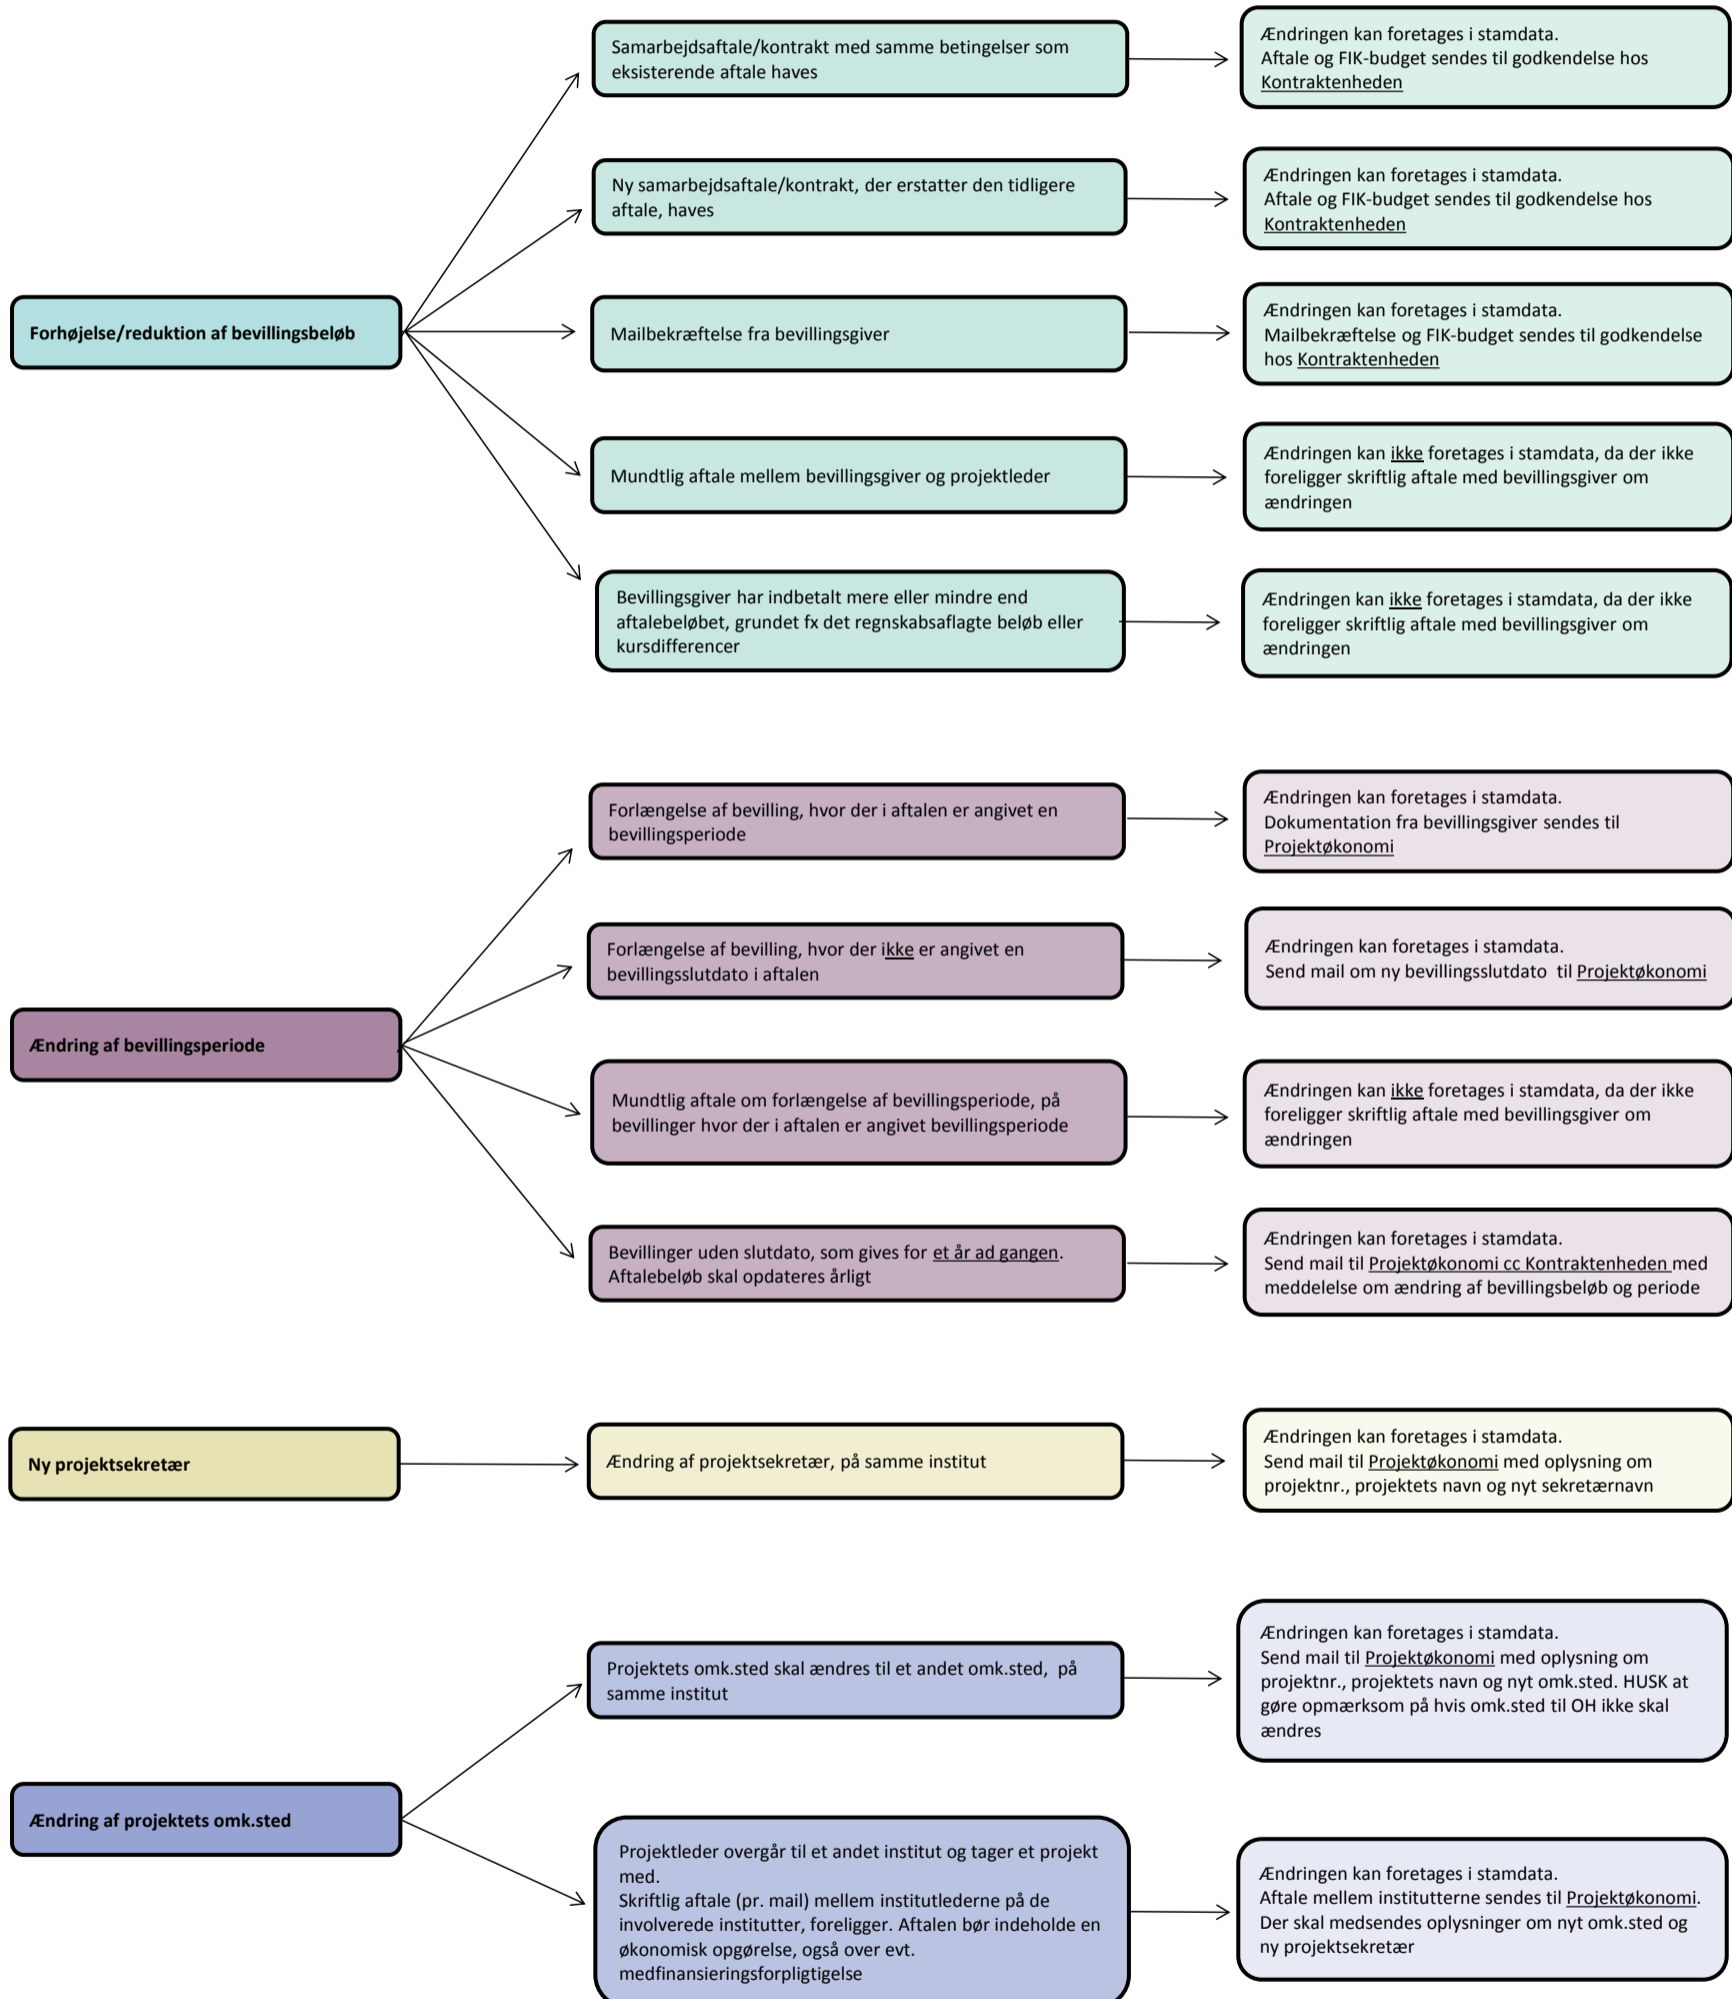 Samarbejdsaftale/kontrakt med samme betingelser som
eksisterende aftale haves
Ændringen kan foretages i stamdata.
Aftale og FIK-budget sendes til godkendelse hos
Kontraktenheden
Ny samarbejdsaftale/kontrakt, der erstatter den tidligere
aftale, haves
Ændringen kan foretages i stamdata.
Aftale og FIK-budget sendes til godkendelse hos
Kontraktenheden
Forhøjelse/reduktion af bevillingsbeløb
Mailbekræftelse fra bevillingsgiver
Ændringen kan foretages i stamdata.
Mailbekræftelse og FIK-budget sendes til godkendelse
hos Kontraktenheden
Mundtlig aftale mellem bevillingsgiver og projektleder
Ændringen kan ikke foretages i stamdata, da der ikke
foreligger skriftlig aftale med bevillingsgiver om
ændringen
Bevillingsgiver har indbetalt mere eller mindre end
aftalebeløbet, grundet fx det regnskabsaflagte beløb eller
kursdifferencer
Ændringen kan ikke foretages i stamdata, da der ikke
foreligger skriftlig aftale med bevillingsgiver om
ændringen
Forlængelse af bevilling, hvor der i aftalen er angivet en
bevillingsperiode
Ændringen kan foretages i stamdata.
Dokumentation fra bevillingsgiver sendes til
Projektøkonomi
Forlængelse af bevilling, hvor der ikke er angivet en
bevillingsslutdato i aftalen
Ændringen kan foretages i stamdata.
Send mail om ny bevillingsslutdato  til Projektøkonomi
Ændring af bevillingsperiode
Mundtlig aftale om forlængelse af bevillingsperiode, på
bevillinger hvor der i aftalen er angivet bevillingsperiode
Ændringen kan ikke foretages i stamdata, da der ikke
foreligger skriftlig aftale med bevillingsgiver om
ændringen
Bevillinger uden slutdato, som gives for et år ad gangen.
Aftalebeløb skal opdateres årligt
Ændringen kan foretages i stamdata.
Send mail til Projektøkonomi cc Kontraktenheden med
meddelelse om ændring af bevillingsbeløb og periode
Ny projektsekretær
Ændring af projektsekretær, på samme institut
Ændringen kan foretages i stamdata.
Send mail til Projektøkonomi med oplysning om
projektnr., projektets navn og nyt sekretærnavn
Projektets omk.sted skal ændres til et andet omk.sted,  på
samme institut
Ændringen kan foretages i stamdata.
Send mail til Projektøkonomi med oplysning om
projektnr., projektets navn og nyt omk.sted. HUSK at
gøre opmærksom på hvis omk.sted til OH ikke skal
ændres
Ændring af projektets omk.sted
Projektleder overgår til et andet institut og tager et projekt
med.
Skriftlig aftale (pr. mail) mellem institutlederne på de
involverede institutter, foreligger. Aftalen bør indeholde en
økonomisk opgørelse, også over evt.
medfinansieringsforpligtigelse
Ændringen kan foretages i stamdata.
Aftale mellem institutterne sendes til Projektøkonomi.
Der skal medsendes oplysninger om nyt omk.sted og
ny projektsekretær